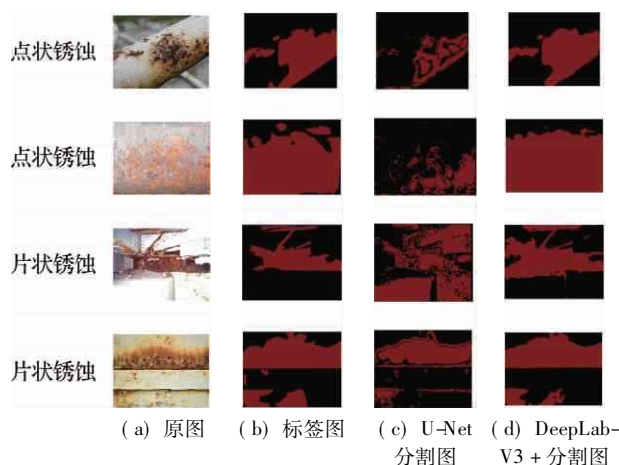 点状锈蚀
点状锈蚀
片状锈蚀
片状锈蚀
(a) 原图
(b) 标签图
(c) U-Net
分割图
(d) DeepLab-
V3+分割图